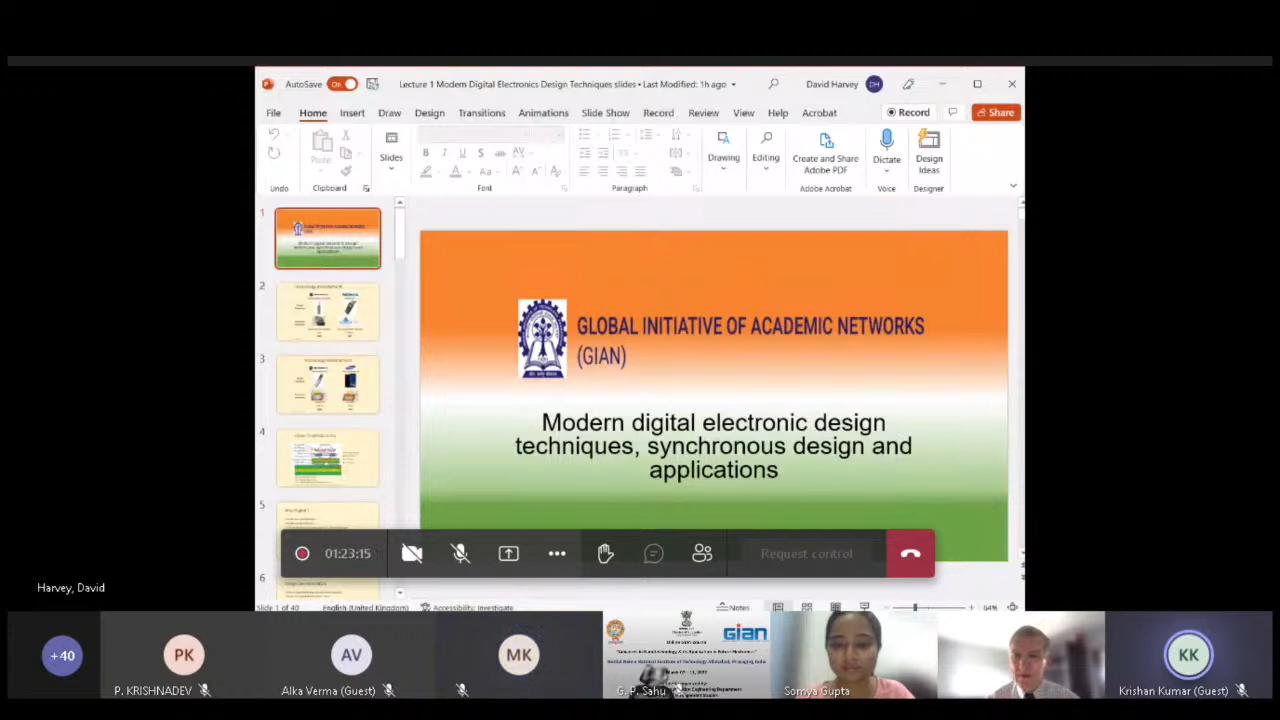 AutoSave
On
Lecture 1 Modern Digital Electronics Design Techniques slides • Last Modified: 1h ago
David Harvey
DH
File
Home
Insert
Draw
Design
Transitions
Animations
Slide Show
Record
Review
View
Help
Acrobat
Record
Share
Paste
Slides
Drawing
Editing
Create and Share
Adobe PDF
Dictate
Design
Ideas
Undo
Clipboard
Font
Paragraph
Adobe Acrobat
Voice
Designer
1
2
3
4
5
6
GLOBAL INITIATIVE OF ACADEMIC NETWORKS
(GIAN)
Modern digital electronic design
techniques, synchronous design and
applications
01:23:15
Request control
Harvey, David
Slide 1 of 40
English (United Kingdom)
Accessibility: Investigate
Notes
64%
+40
PK
P. KRISHNADEV
AV
Alka Verma (Guest)
MK
gian
G. P. Sahu
Somya Gupta
KK
Krishan Kumar (Guest)